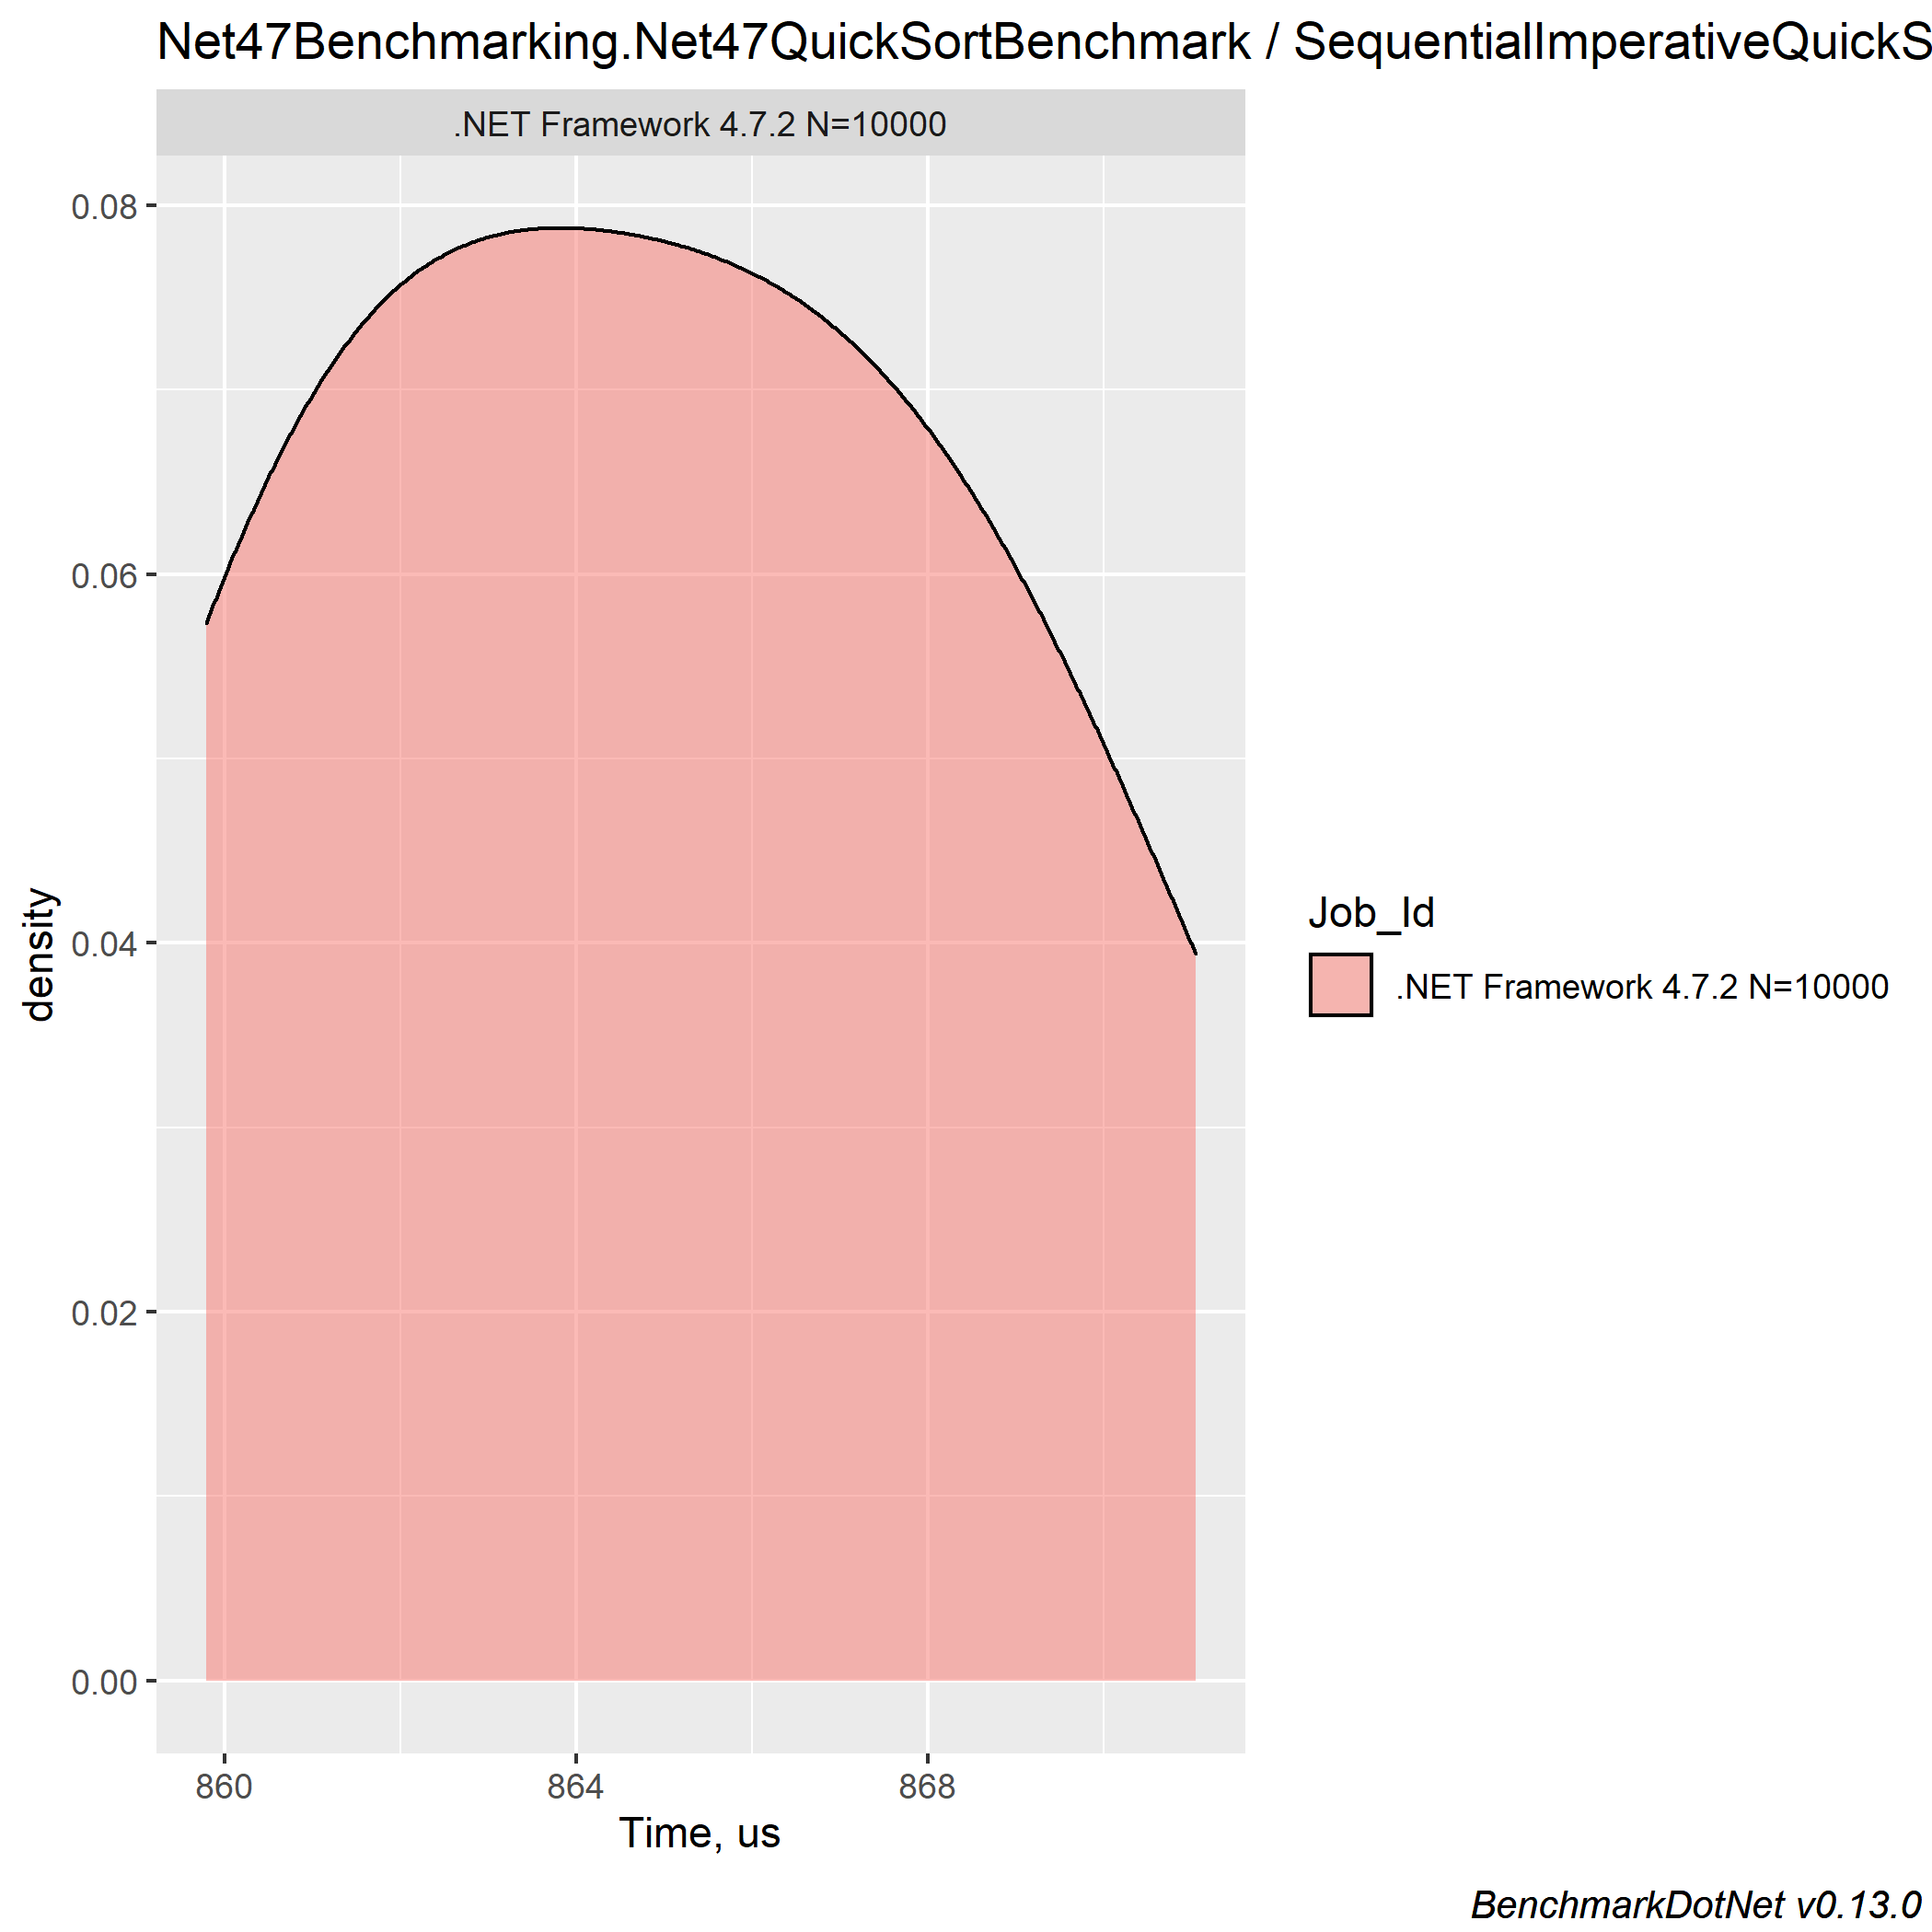 Net47Benchmarking.Net47QuickSortBenchmark / SequentialImperativeQuickS
.NET Framework 4.7.2 N=10000
0.08
0.06
0.04
0.02
0.00
density
860 864 868
Time, us
Job_Id
.NET Framework 4.7.2 N=10000
BenchmarkDotNet v0.13.0